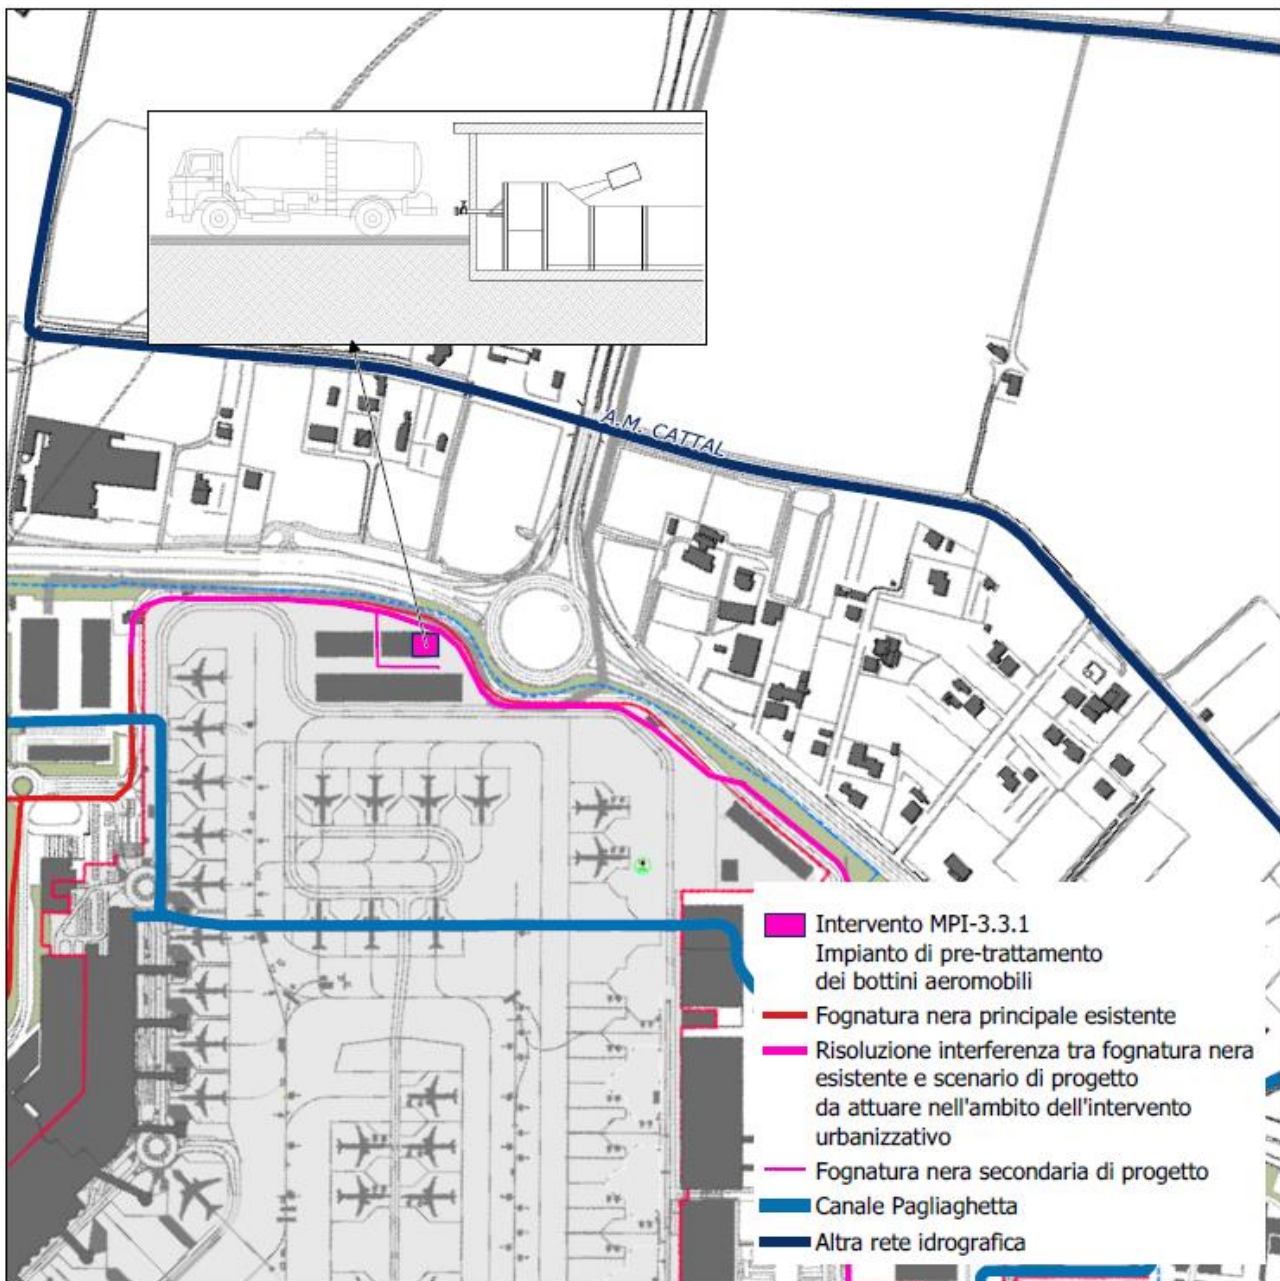 A.M. CATTAL
Intervento MPI-3.3.1
Impianto di pre-trattamento
dei bottini aeromobili
Fognatura nera principale esistente
Risoluzione interferenza tra fognatura nera
esistente e scenario di progetto
da attuare nell'ambito dell'intervento
urbanizzativo
Fognatura nera secondaria di progetto
Canale Pagliaghetta
Altra rete idrografica